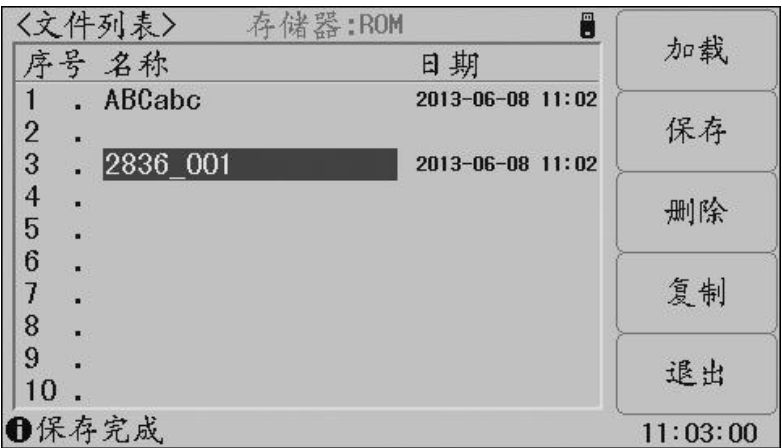 <文件列表> 存储器:ROM
序号 名称 日期
1 . ABCabc 2013-06-08 11:02
2 .
3 . 2836_001 2013-06-08 11:02
4 .
5 .
6 .
7 .
8 .
9 .
10 .
保存完成
加载
保存
删除
复制
退出
11:03:00